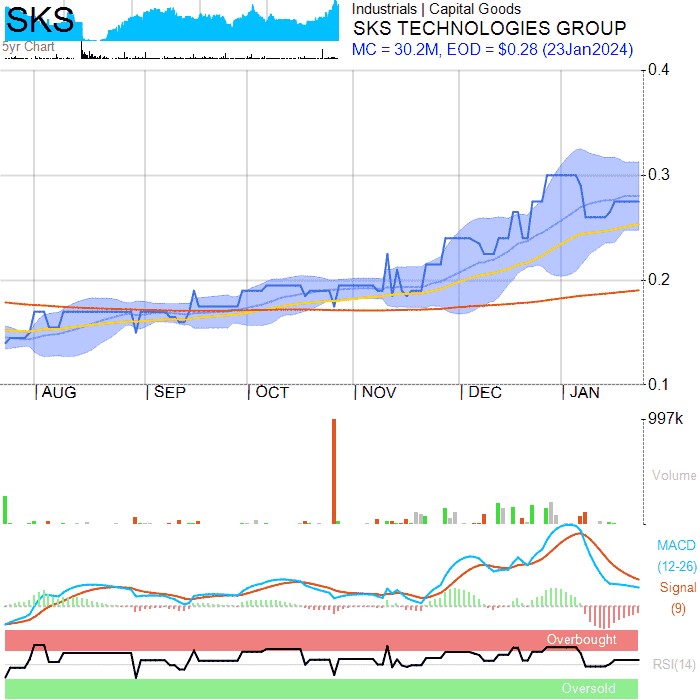 SKS
5yr Chart
Industrials | Capital Goods
SKS TECHNOLOGIES GROUP
MC = 30.2M, EOD = $0.28 (23Jan2024)
0.4
0.3
0.2
0.1
AUG SEP OCT NOV DEC JAN
997k
Volume
MACD
(12-26)
Signal
(9)
Overbought
RSI(14)
Oversold